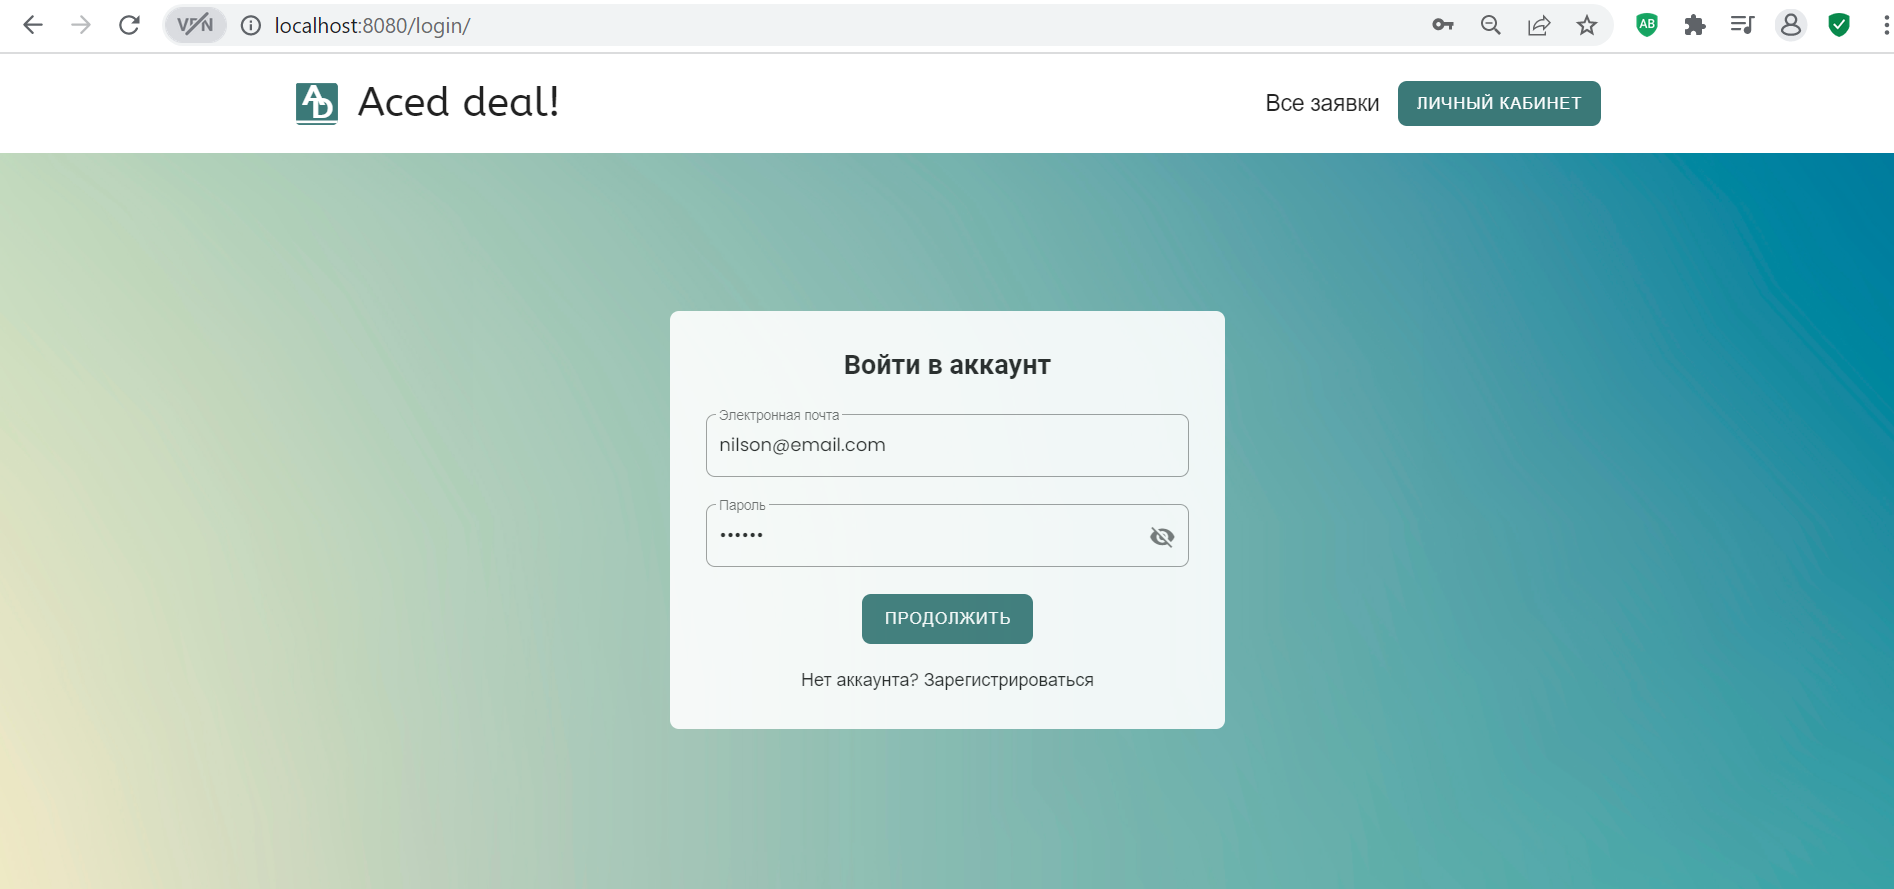 VPN localhost:8080/login/
AB
AD Aced deal! Все заявки ЛИЧНЫЙ КАБИНЕТ
Войти в аккаунт
Электронная почта
nilson@email.com
Пароль
••••••
ПРОДОЛЖИТЬ
Нет аккаунта? Зарегистрироваться